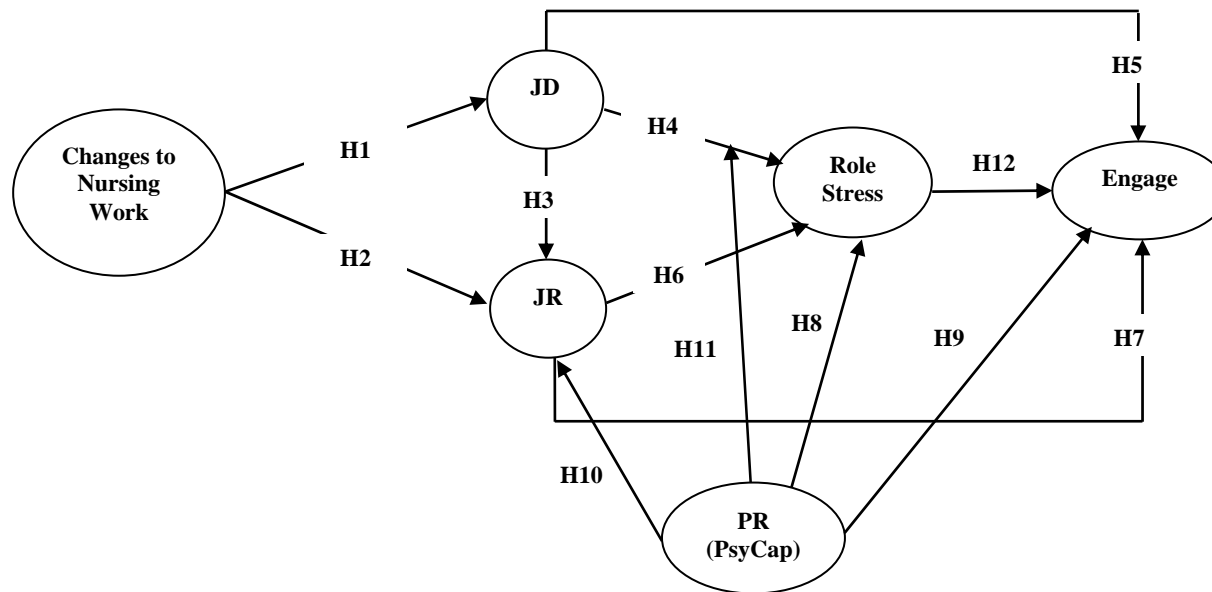 JD
H5
H4
H1
Changes to
Nursing
Work
Role
Stress
H12
Engage
H3
H2
H6
JR
H8
H11
H9
H7
H10
PR
(PsyCap)